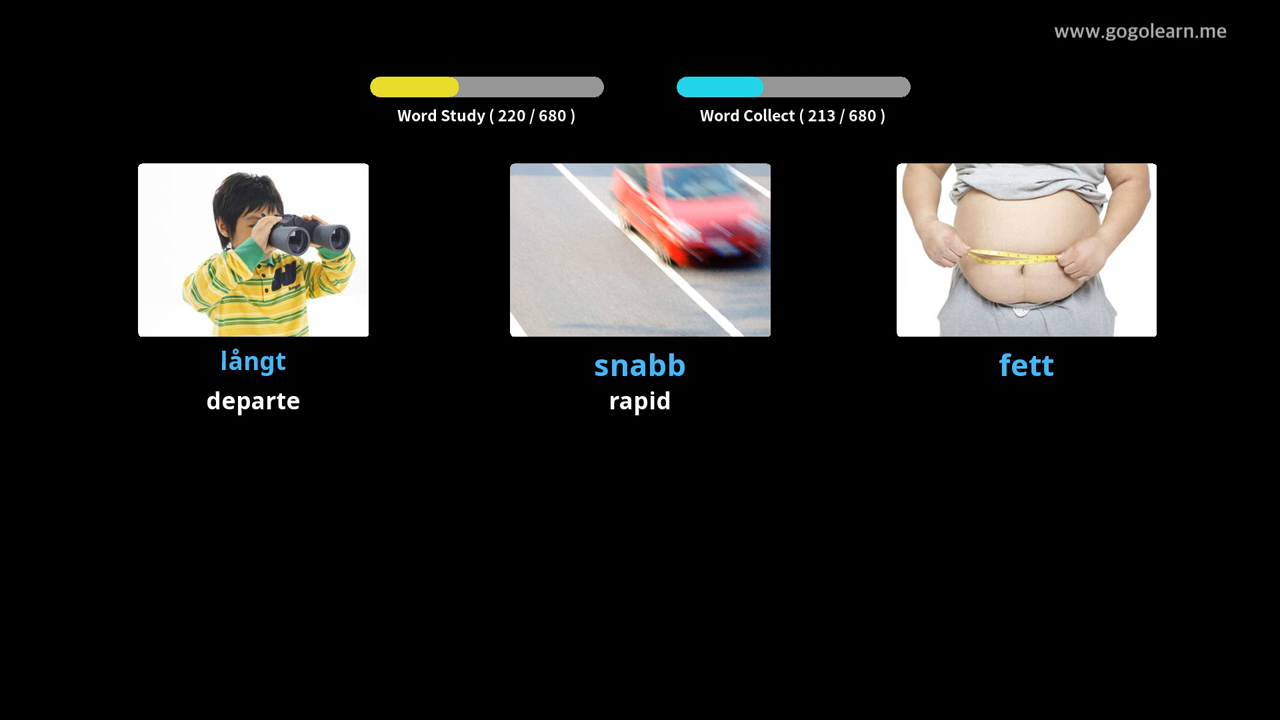 www.gogolearn.me
Word Study ( 220 / 680 )
Word Collect ( 213 / 680 )
långt
snabb
fett
departe
rapid